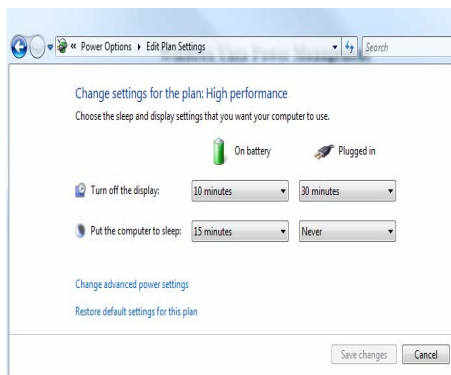 « Power Options ▸ Edit Plan Settings
Search
Change settings for the plan: High performance
Choose the sleep and display settings that you want your computer to use.
On battery
Plugged in
Turn off the display:
10 minutes
30 minutes
Put the computer to sleep:
15 minutes
Never
Change advanced power settings
Restore default settings for this plan
Save changes
Cancel